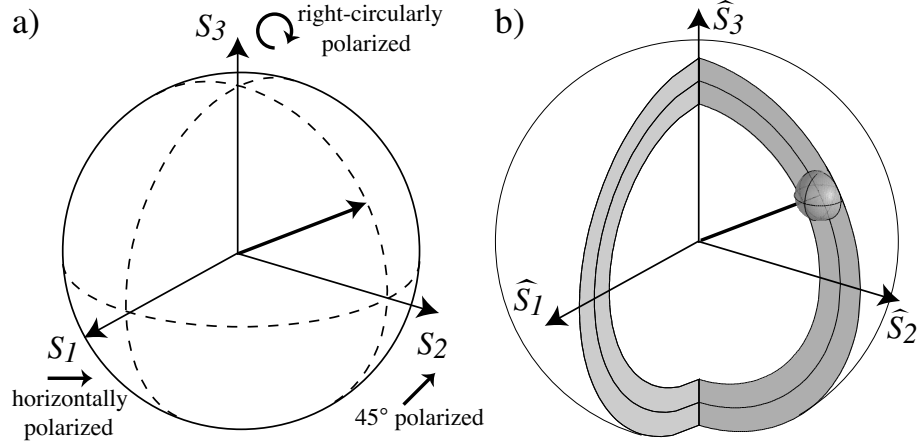 a)
S3
right-circularly
polarized
S1
S2
horizontally
polarized
45° polarized
b)
Ŝ3
Ŝ1
Ŝ2